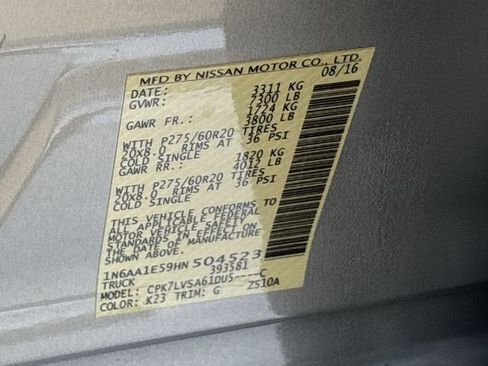 MFD BY NISSAN MOTOR CO., LTD.
DATE: 08/16
GVWR: 3311 KG
7300 LB
GAWR FR.: 1724 KG
3800 LB
WITH P275/60R20 TIRES
20X8.0 RIMS AT 36 PSI
COLD SINGLE
GAWR RR.: 1820 KG
4012 LB
WITH P275/60R20 TIRES
20X8.0 RIMS AT 36 PSI
COLD SINGLE
THIS VEHICLE CONFORMS TO
ALL APPLICABLE FEDERAL
MOTOR VEHICLE SAFETY
STANDARDS IN EFFECT ON
THE DATE OF MANUFACTURE
SHOWN ABOVE.
1N6AA1E59HN504523
TRUCK 393581
MODEL: CPK7LVSA61DUS----C
COLOR: K23 TRIM: G ZS10A